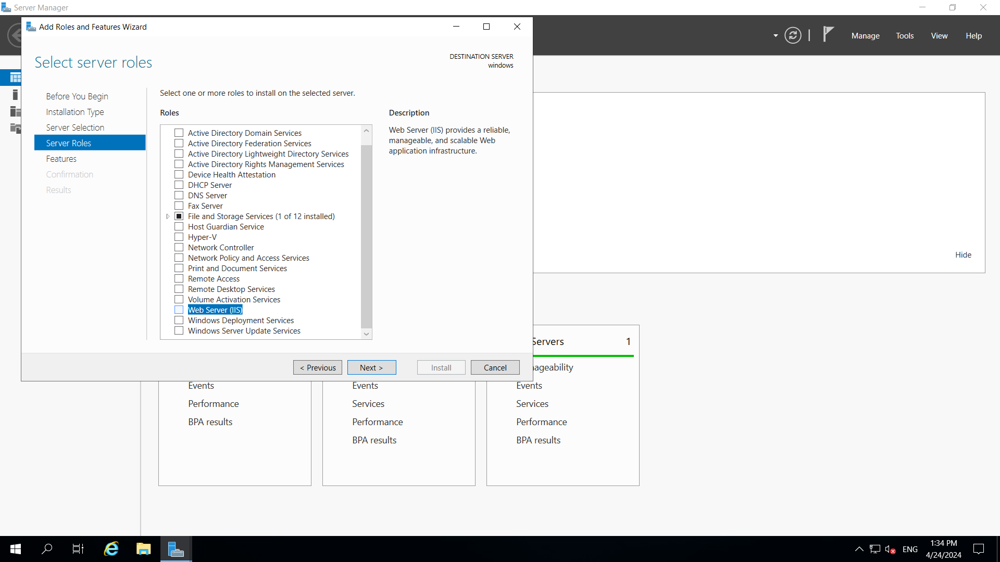 Server Manager
Add Roles and Features Wizard
Manage
Tools
View
Help
Select server roles
DESTINATION SERVER
windows
Before You Begin
Installation Type
Server Selection
Server Roles
Features
Confirmation
Results
Select one or more roles to install on the selected server.
Roles
Active Directory Domain Services
Active Directory Federation Services
Active Directory Lightweight Directory Services
Active Directory Rights Management Services
Device Health Attestation
DHCP Server
DNS Server
Fax Server
File and Storage Services (1 of 12 installed)
Host Guardian Service
Hyper-V
Network Controller
Network Policy and Access Services
Print and Document Services
Remote Access
Remote Desktop Services
Volume Activation Services
Web Server (IIS)
Windows Deployment Services
Windows Server Update Services
Description
Web Server (IIS) provides a reliable,
manageable, and scalable Web
application infrastructure.
< Previous
Next >
Install
Cancel
Hide
Servers 1
nageability
Events
Services
Performance
BPA results
Events
Services
Performance
BPA results
Events
Performance
BPA results
ENG
1:34 PM
4/24/2024